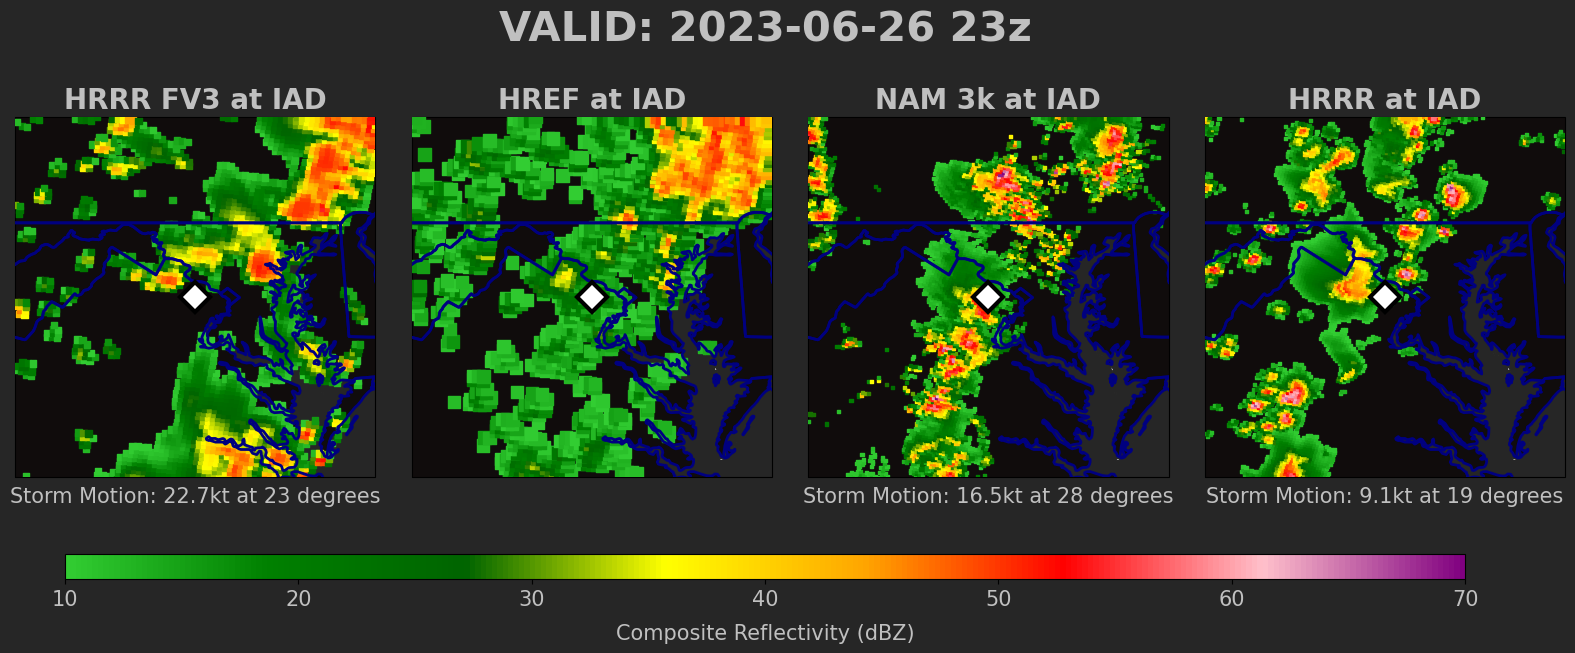 VALID: 2023-06-26 23z
HRRR FV3 at IAD
HREF at IAD
NAM 3k at IAD
HRRR at IAD
Storm Motion: 22.7kt at 23 degrees
Storm Motion: 16.5kt at 28 degrees
Storm Motion: 9.1kt at 19 degrees
10 20 30 40 50 60 70
Composite Reflectivity (dBZ)